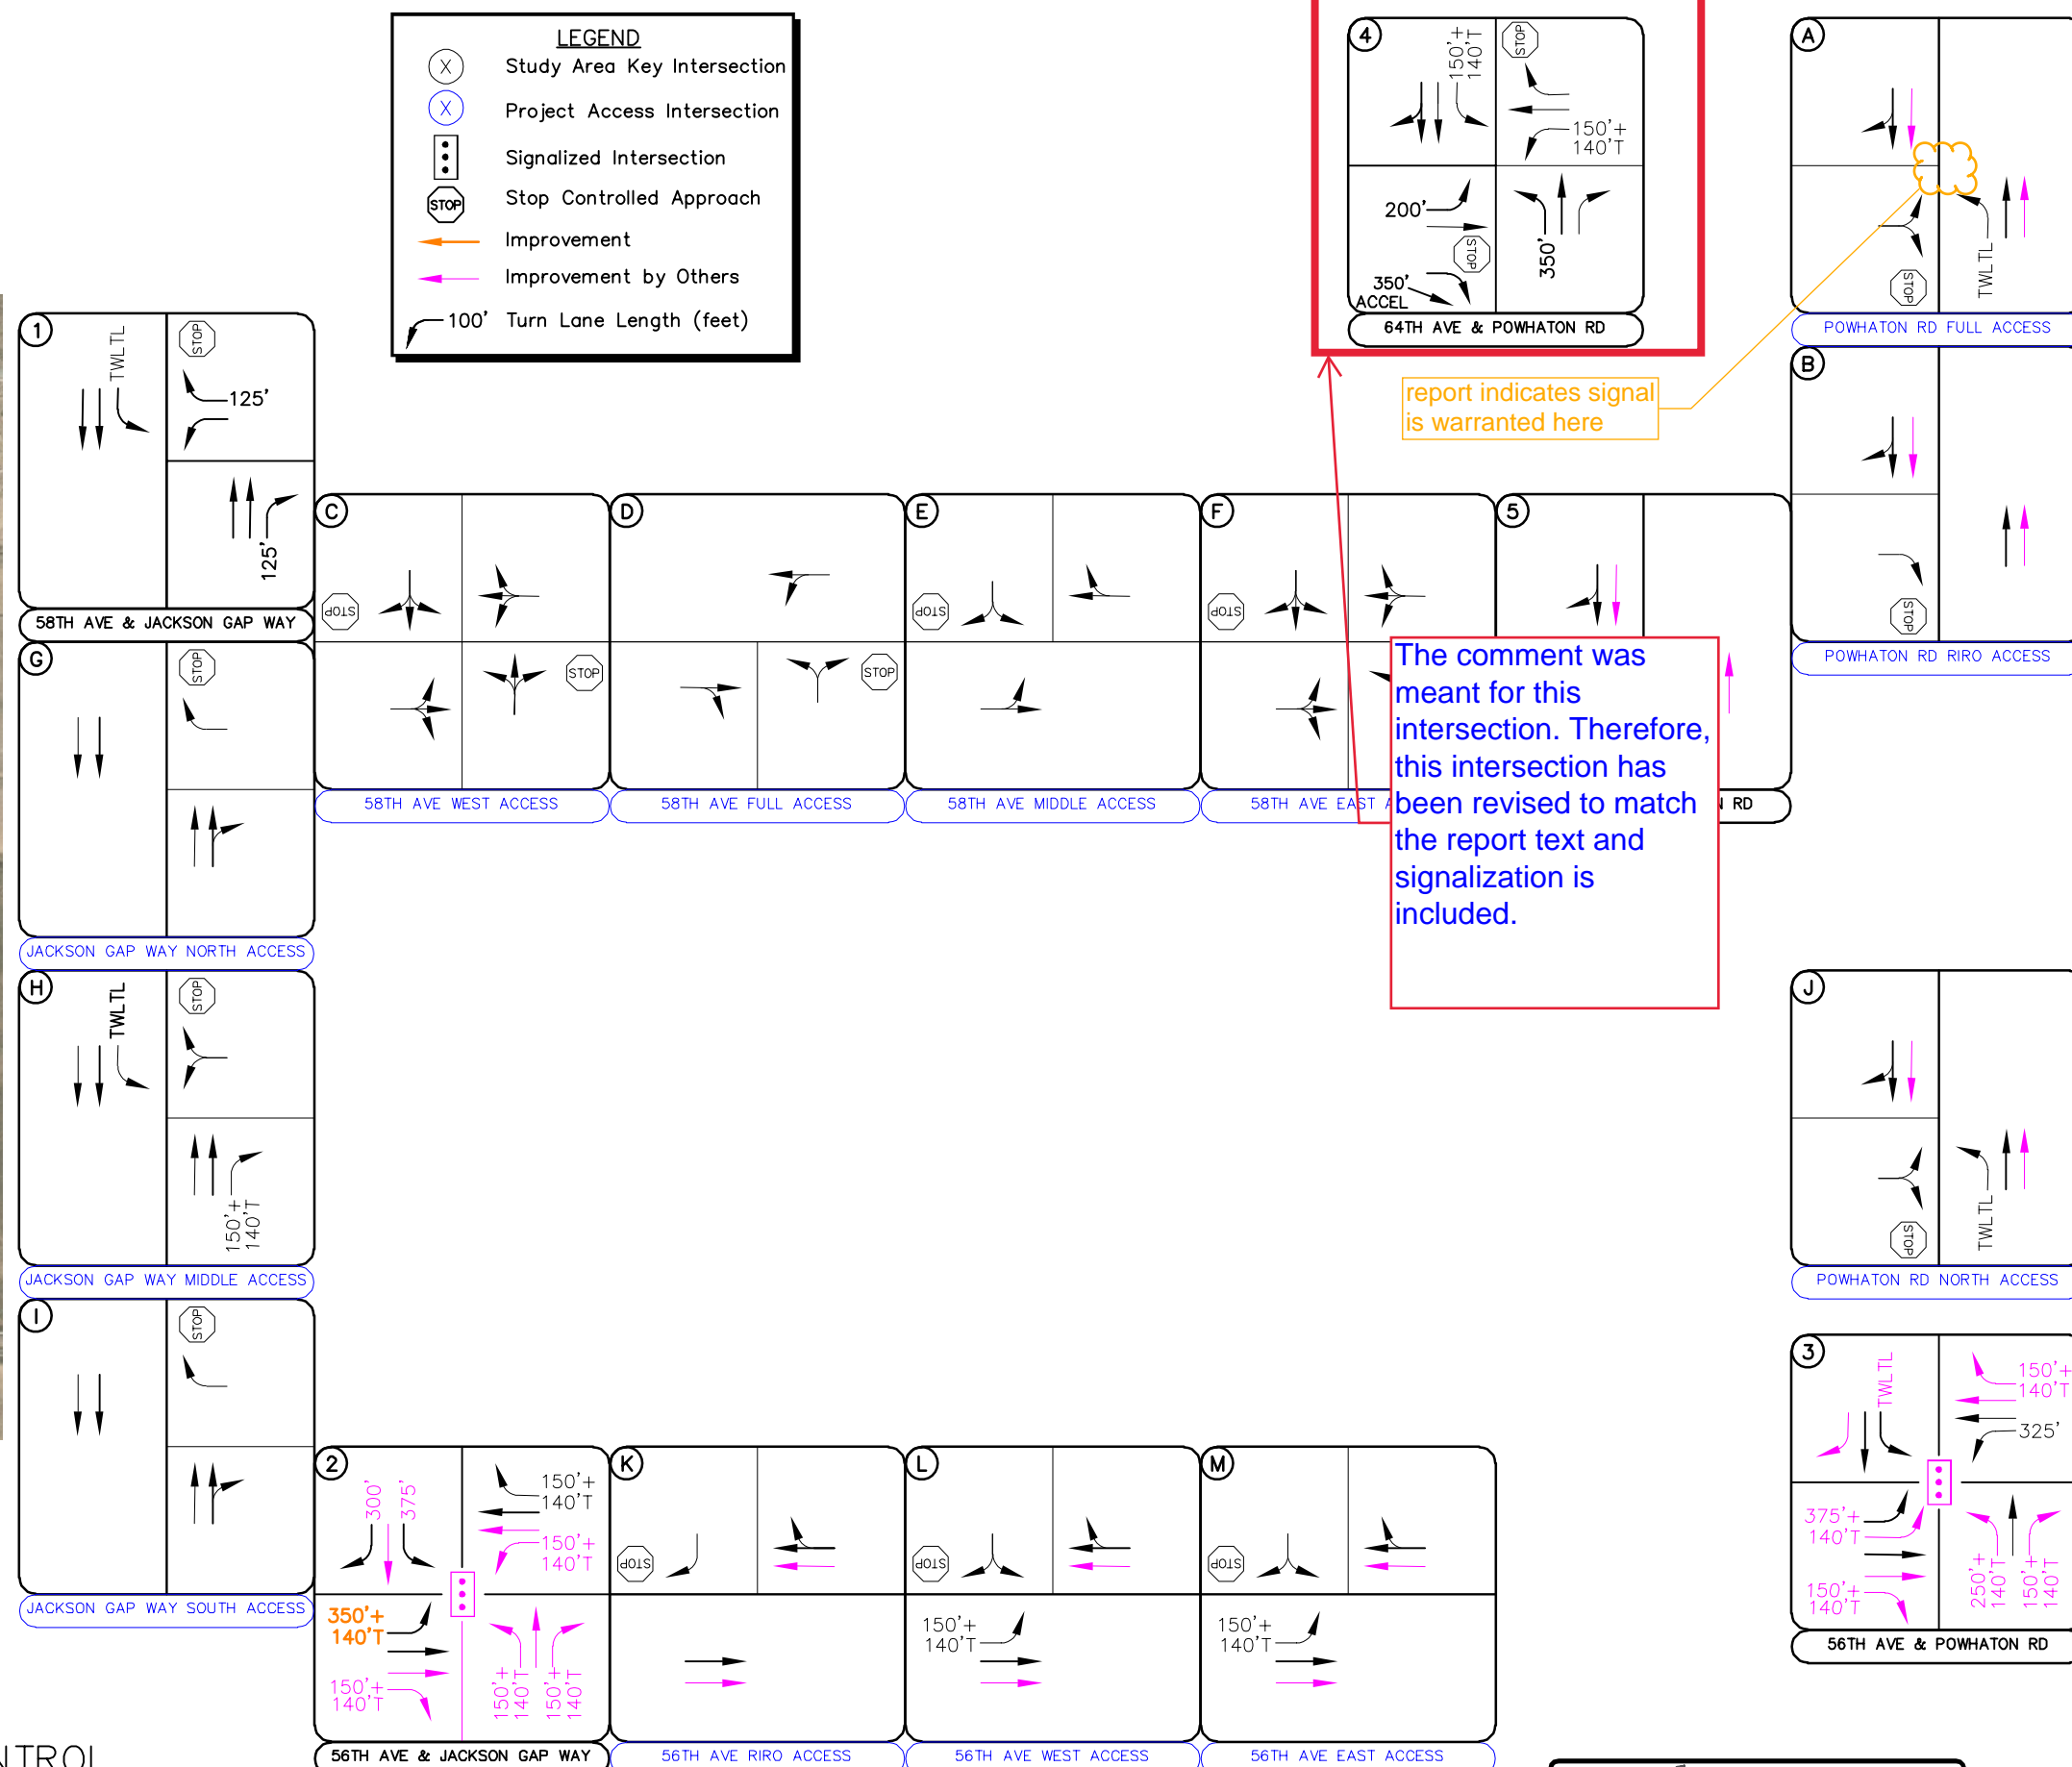 LEGEND
X Study Area Key Intersection
X Project Access Intersection
Signalized Intersection
STOP Stop Controlled Approach
Improvement
Improvement by Others
100' Turn Lane Length (feet)
4
150'+
140'T
STOP
150'+
140'T
200'
STOP
350'
ACCEL
350'
64TH AVE & POWHATON RD
A
TWLTL
STOP
POWHATON RD FULL ACCESS
report indicates signal
is warranted here
B
STOP
POWHATON RD RIRO ACCESS
1
TWLTL
STOP
125'
125'
58TH AVE & JACKSON GAP WAY
C
STOP
STOP
58TH AVE WEST ACCESS
D
STOP
58TH AVE FULL ACCESS
E
STOP
58TH AVE MIDDLE ACCESS
F
STOP
58TH AVE EAST A
5
RD
The comment was
meant for this
intersection. Therefore,
this intersection has
been revised to match
the report text and
signalization is
included.
G
STOP
JACKSON GAP WAY NORTH ACCESS
H
TWLTL
STOP
150'+
140'T
JACKSON GAP WAY MIDDLE ACCESS
J
STOP
TWLTL
POWHATON RD NORTH ACCESS
I
STOP
JACKSON GAP WAY SOUTH ACCESS
2
300'
375'
150'+
140'T
150'+
140'T
350'+
140'T
150'+
140'T
150'+
140'T
150'+
140'T
56TH AVE & JACKSON GAP WAY
K
STOP
56TH AVE RIRO ACCESS
L
STOP
150'+
140'T
56TH AVE WEST ACCESS
M
STOP
150'+
140'T
56TH AVE EAST ACCESS
3
TWLTL
150'+
140'T
325'
375'+
140'T
150'+
140'T
250'+
140'T
150'+
140'T
56TH AVE & POWHATON RD
NTROL